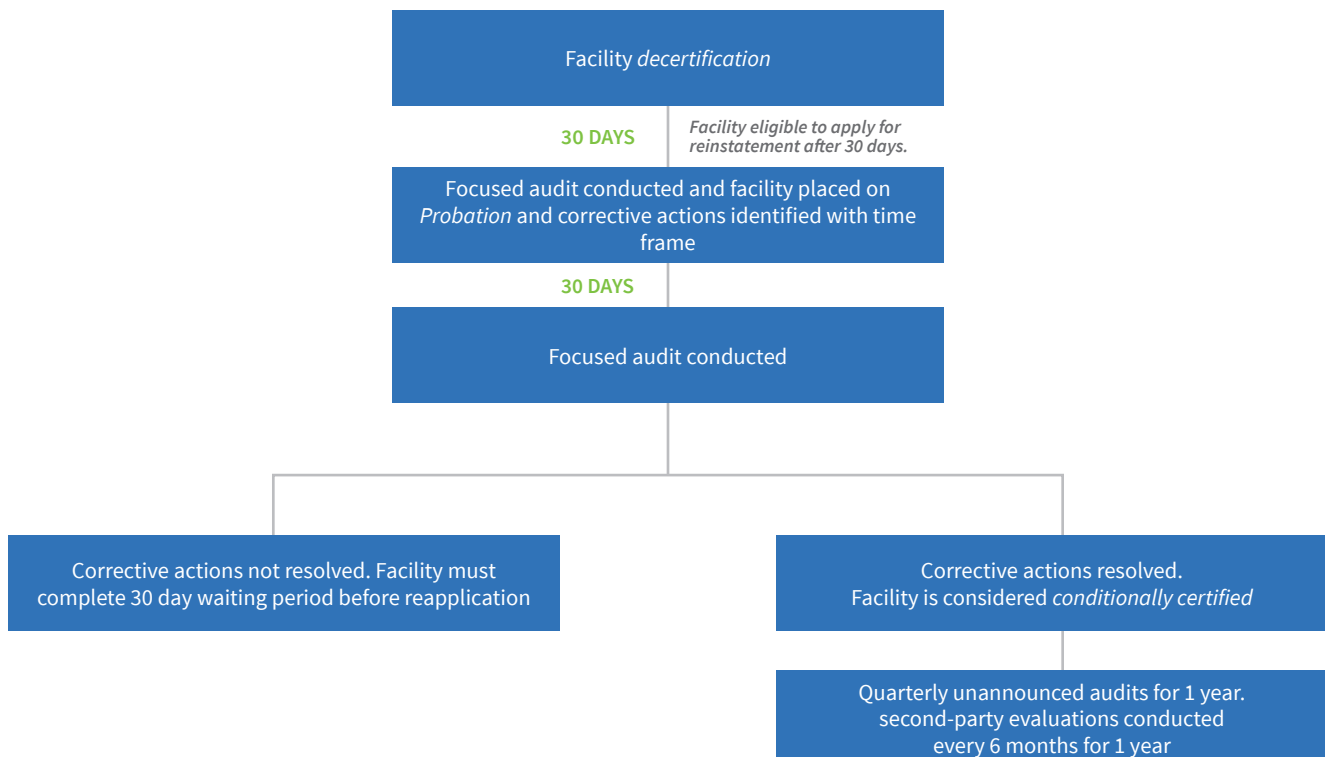 Facility decertification
30 DAYS
Facility eligible to apply for
reinstatement after 30 days.
Focused audit conducted and facility placed on
Probation and corrective actions identified with time
frame
30 DAYS
Focused audit conducted
Corrective actions not resolved. Facility must
complete 30 day waiting period before reapplication
Corrective actions resolved.
Facility is considered conditionally certified
Quarterly unannounced audits for 1 year.
second-party evaluations conducted
every 6 months for 1 year